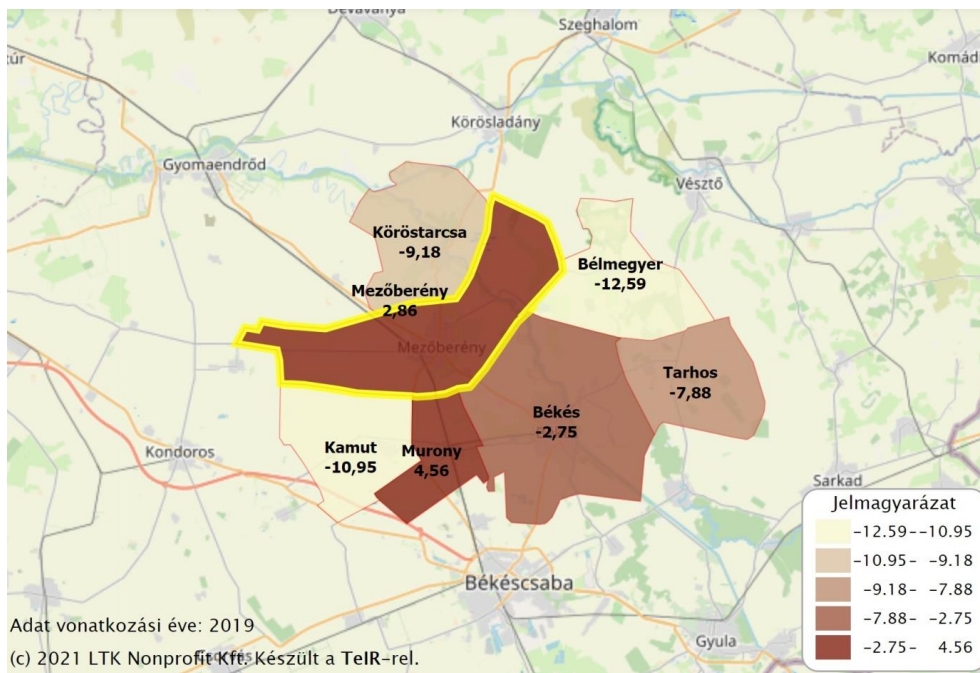 Dévaványa
Szeghalom
Komádi
túr
Körösladány
Gyomaendrőd
Vésztő
Köröstarcsa
-9,18
Bélmegyer
-12,59
Mezőberény
2,86
Mezőberény
Tarhos
-7,88
Békés
-2,75
Kamut
-10,95
Murony
4,56
Kondoros
Sarkad
Békéscsaba
Gyula
Jelmagyarázat
-12.59--10.95
-10.95- -9.18
-9.18- -7.88
-7.88- -2.75
-2.75- 4.56
Adat vonatkozási éve: 2019
(c) 2021 LTK Nonprofit Kft. Készült a TeIR-rel.